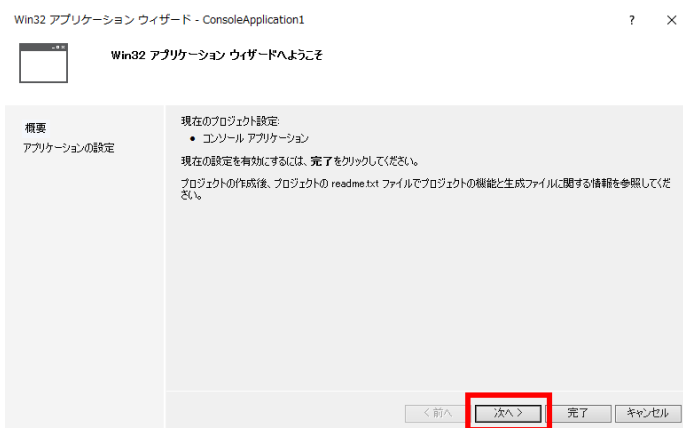 Win32 アプリケーション ウィザード - ConsoleApplication1 ? ×
Win32 アプリケーション ウィザードへようこそ
概要
アプリケーションの設定
現在のプロジェクト設定:
• コンソール アプリケーション
現在の設定を有効にするには、完了をクリックしてください。
プロジェクトの作成後、プロジェクトの readme.txt ファイルでプロジェクトの機能と生成ファイルに関する情報を参照してくだ
さい。
< 前へ 次へ > 完了 キャンセル